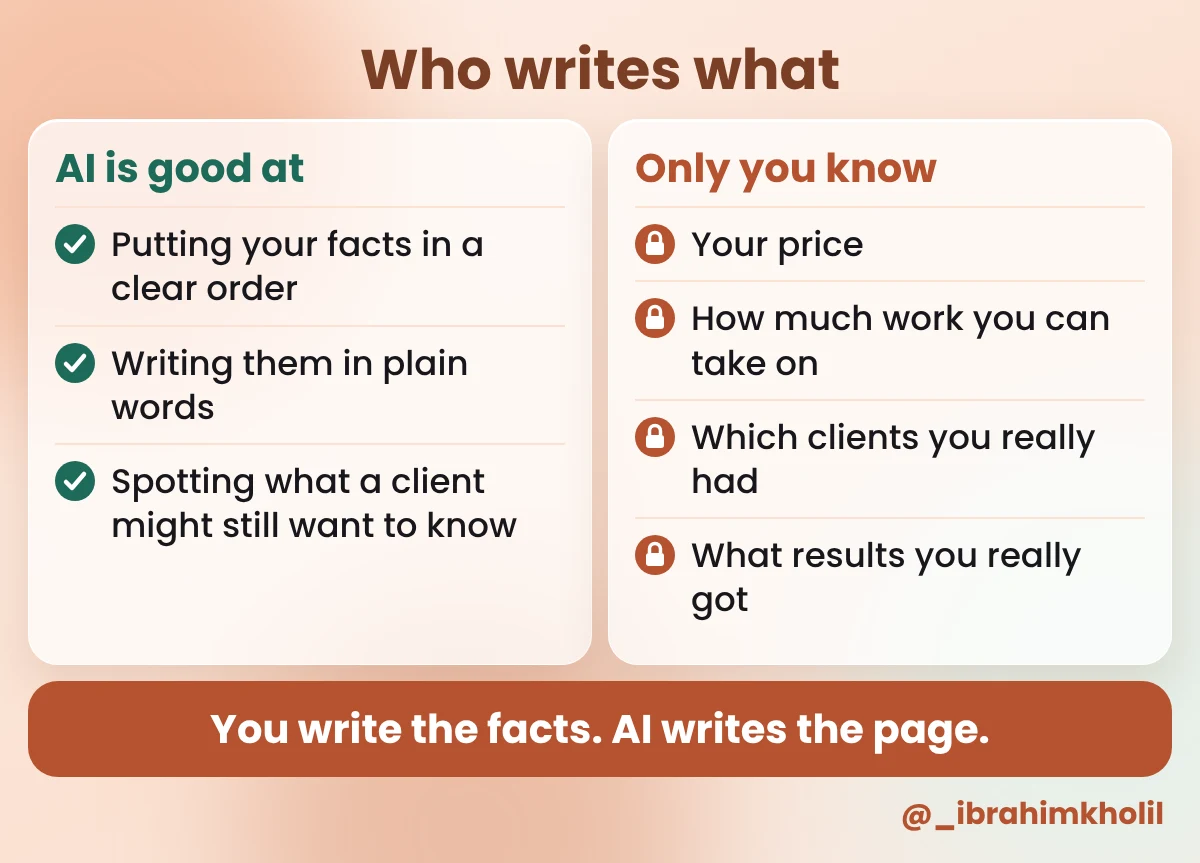 Who writes what
AI is good at
Putting your facts in a
clear order
Writing them in plain
words
Spotting what a client
might still want to know
Only you know
Your price
How much work you can
take on
Which clients you really
had
What results you really
got
You write the facts. AI writes the page.
@_ibrahimkholil